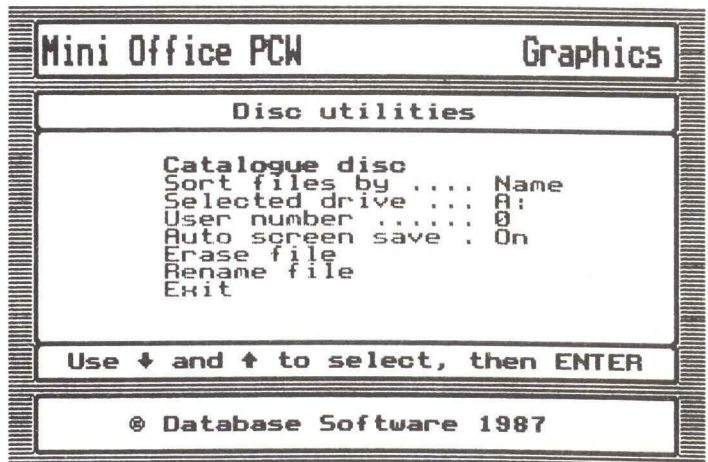 Mini Office PCW Graphics
Disc utilities
Catalogue disc
Sort files by .... Name
Selected drive ... A:
User number ...... 0
Auto screen save . On
Erase file
Rename file
Exit
Use ↓ and ↑ to select, then ENTER
© Database Software 1987